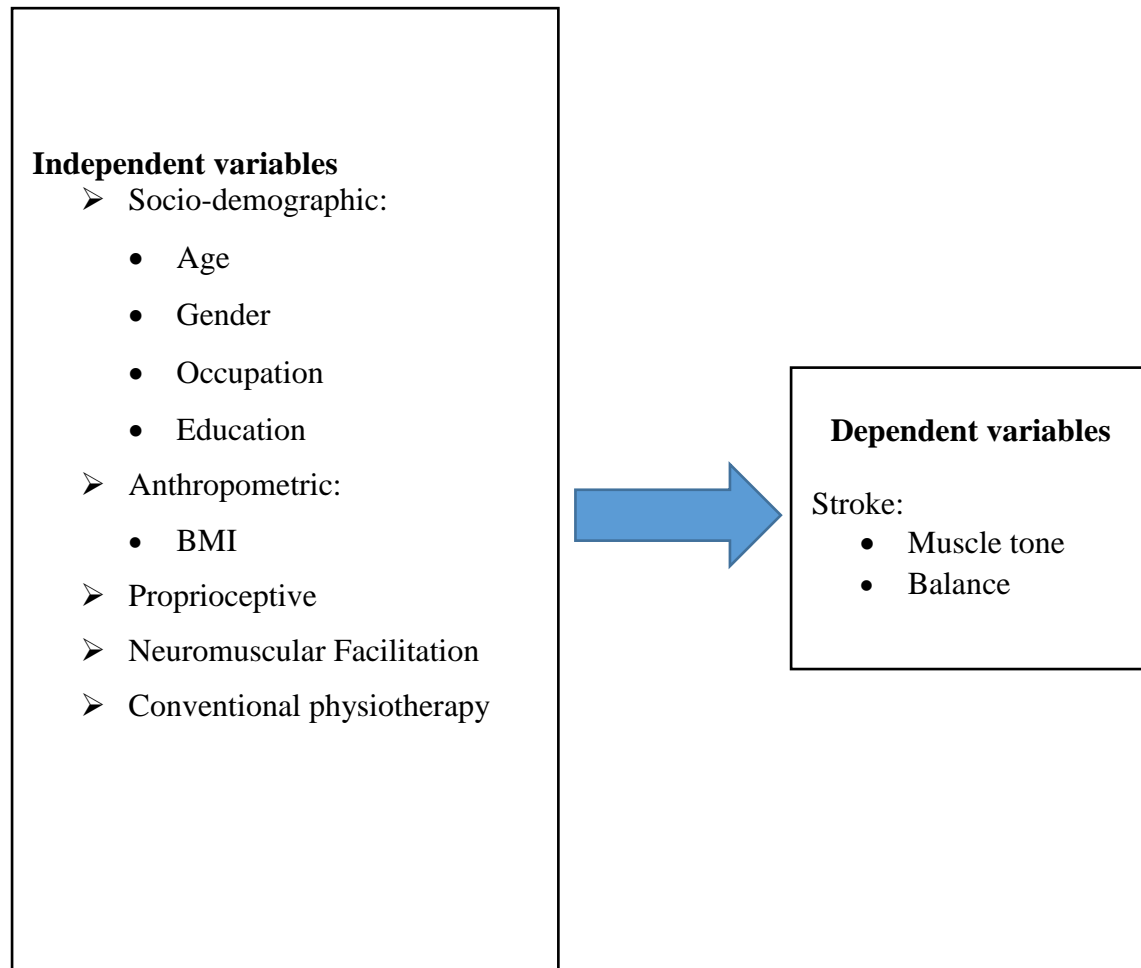 Independent variables
➢ Socio-demographic:
• Age
• Gender
• Occupation
• Education
➢ Anthropometric:
• BMI
➢ Proprioceptive
➢ Neuromuscular Facilitation
➢ Conventional physiotherapy
Dependent variables
Stroke:
• Muscle tone
• Balance